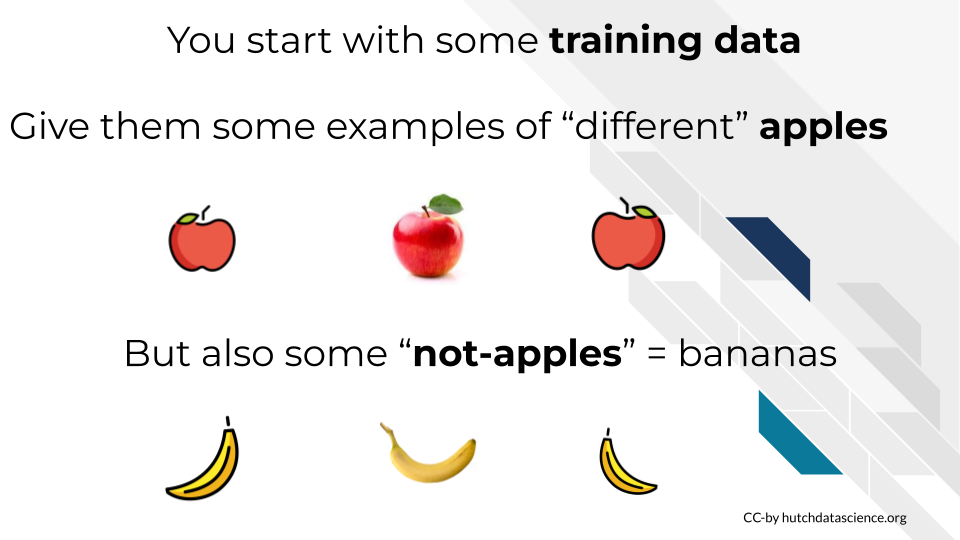 You start with some training data
Give them some examples of “different” apples
But also some “not-apples” = bananas
CC-by hutchdatascience.org